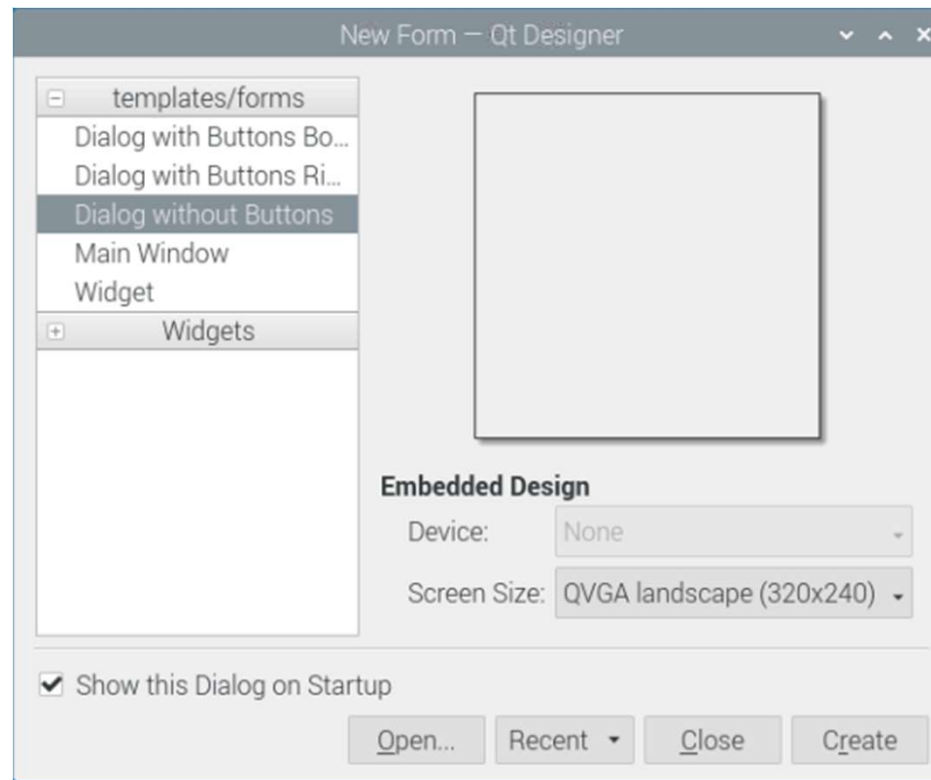 New Form — Qt Designer
templates/forms
Dialog with Buttons Bo...
Dialog with Buttons Ri...
Dialog without Buttons
Main Window
Widget
Widgets
Embedded Design
Device: None
Screen Size: QVGA landscape (320x240)
Show this Dialog on Startup
Open... Recent Close Create